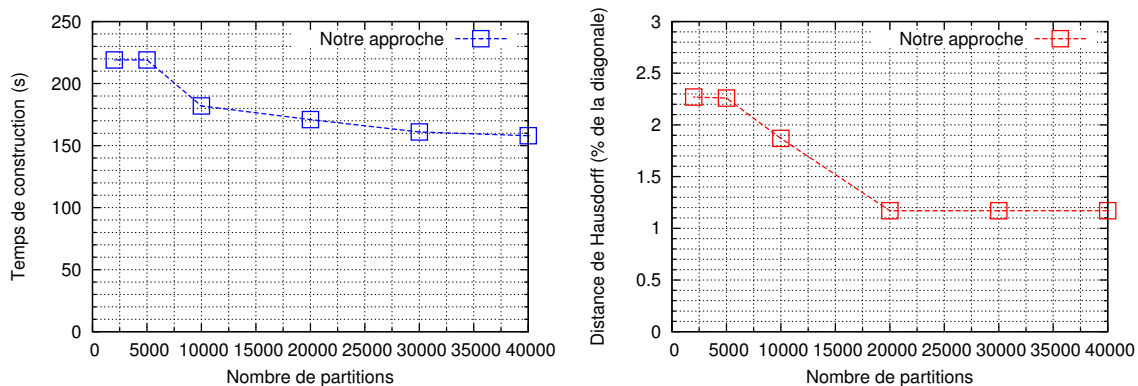 Temps de construction (s)
250
200
150
100
50
0
Notre approche
0 5000 10000 15000 20000 25000 30000 35000 40000
Nombre de partitions
Distance de Hausdorff (% de la diagonale)
3
2.5
2
1.5
1
0.5
0
Notre approche
0 5000 10000 15000 20000 25000 30000 35000 40000
Nombre de partitions